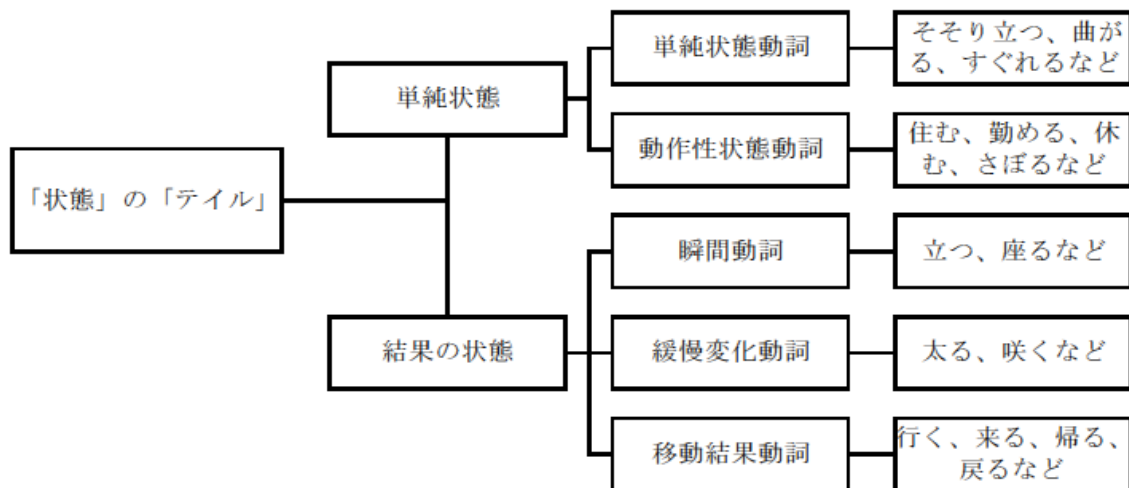 「状態」の「テイル」
単純状態
単純状態動詞
そそり立つ、曲が
る、すぐれるなど
動作性状態動詞
住む、勤める、休
む、さぼるなど
結果の状態
瞬間動詞
立つ、座るなど
緩慢変化動詞
太る、咲くなど
移動結果動詞
行く、来る、帰る、
戻るなど